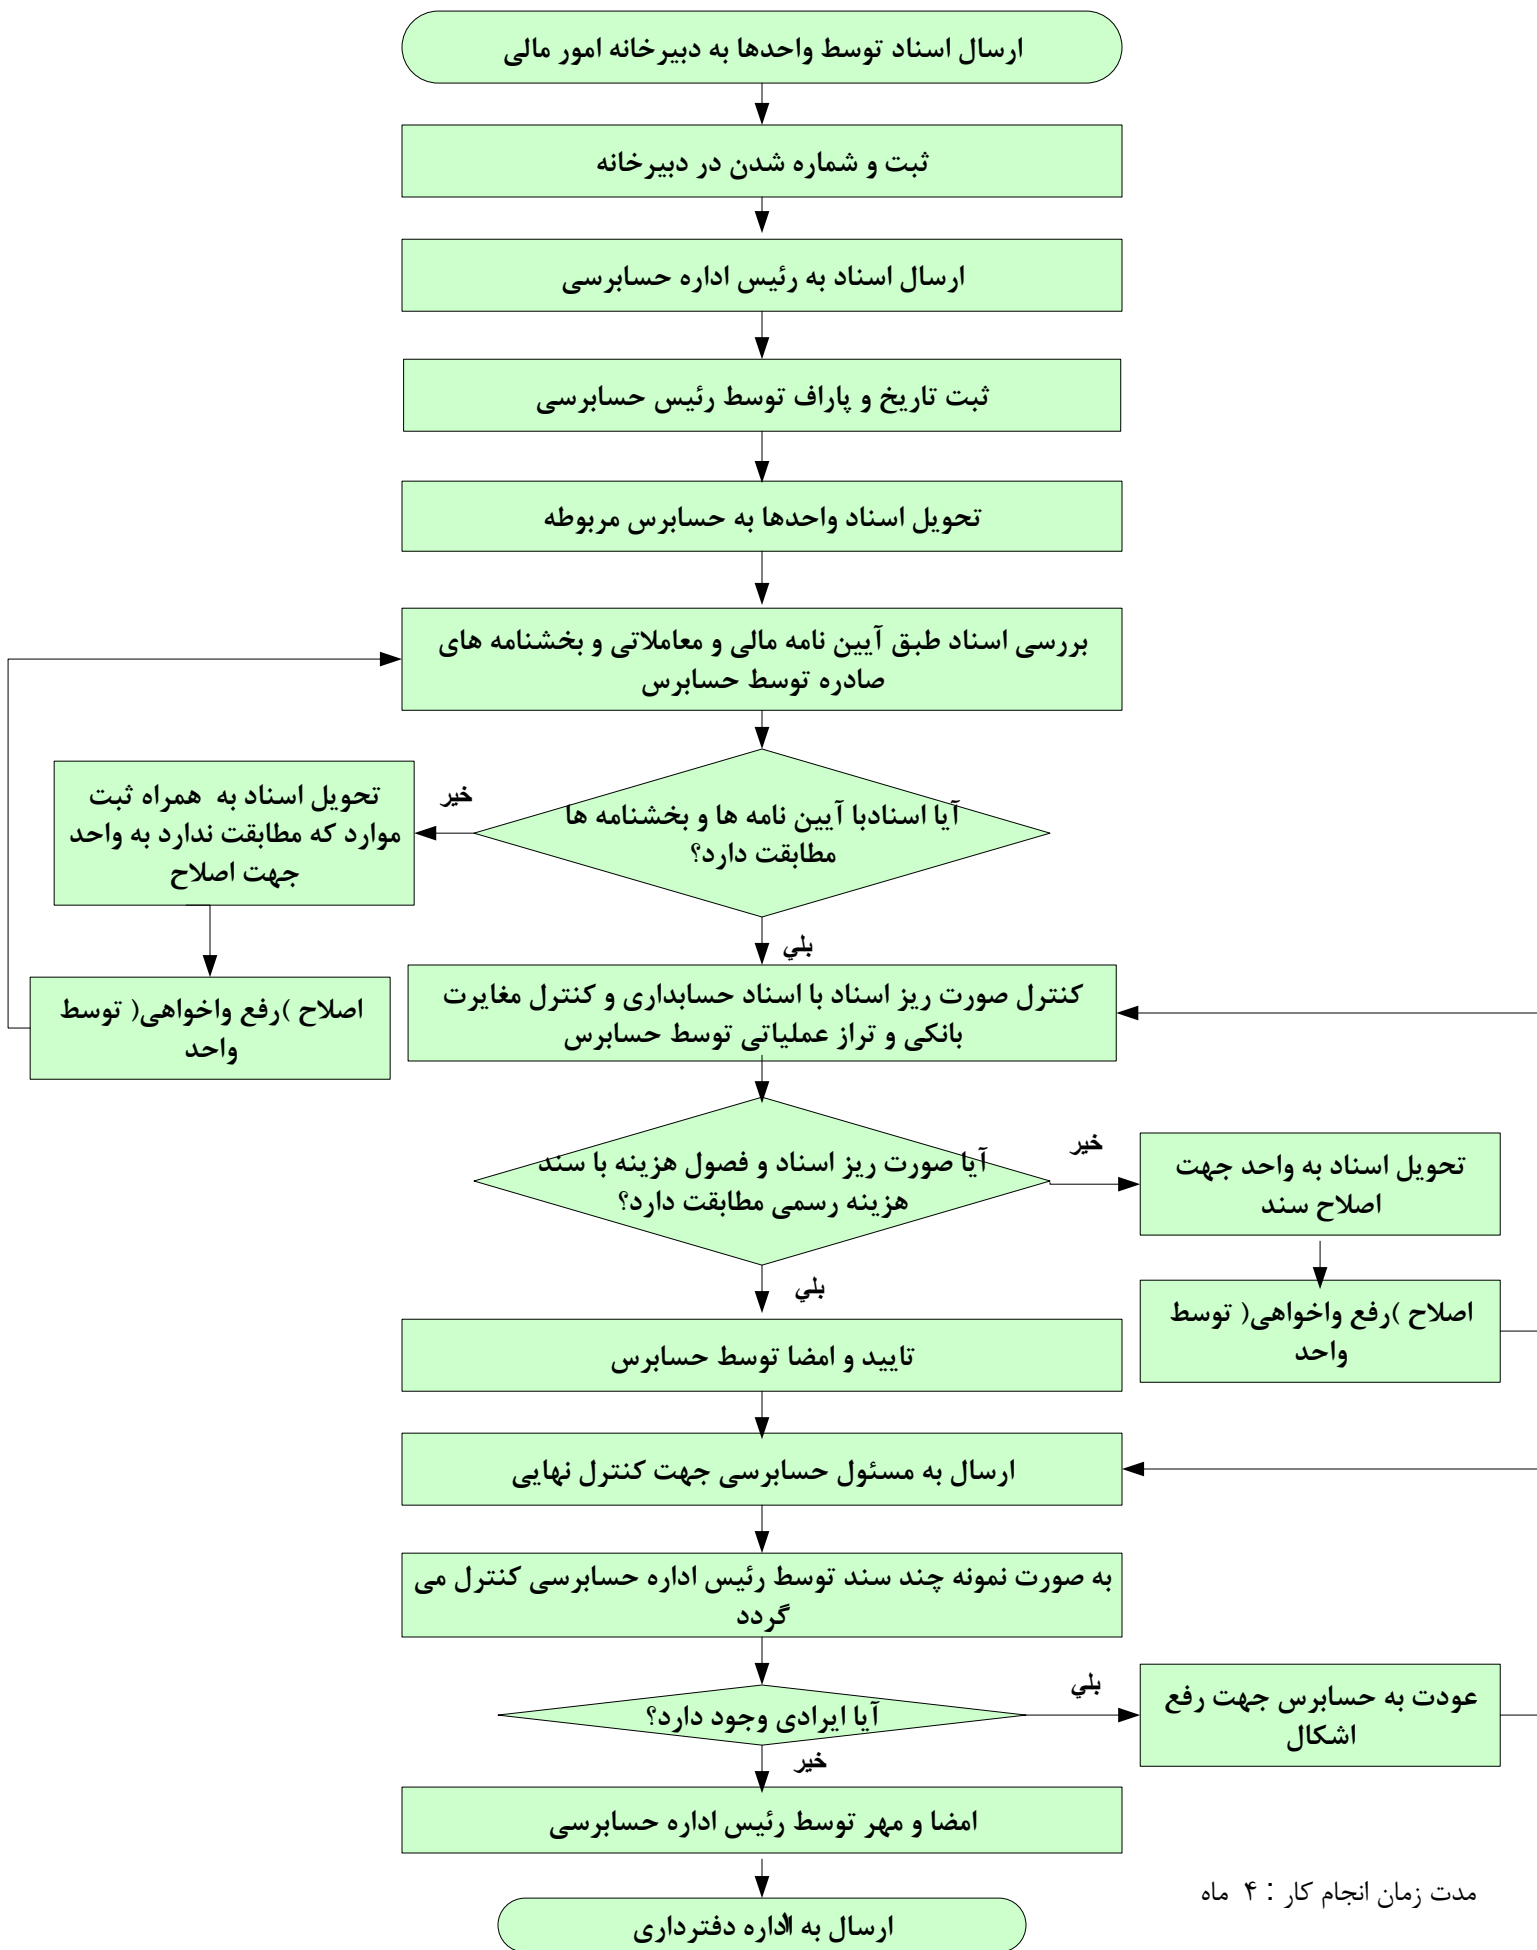 ارسال اسناد توسط واحدها به دبیرخانه امور مالی
ثبت و شماره شدن در دبیرخانه
ارسال اسناد به رئیس اداره حسابرسی
ثبت تاریخ و پاراف توسط رئیس حسابرسی
تحویل اسناد واحدها به حسابرس مربوطه
بررسی اسناد طبق آیین نامه مالی و معاملاتی و بخشنامه های
صادره توسط حسابرس
آیا اسنادبا آیین نامه ها و بخشنامه ها
مطابقت دارد؟
خیر
تحویل اسناد به همراه ثبت
موارد که مطابقت ندارد به واحد
جهت اصلاح
اصلاح )رفع واخواهی( توسط
واحد
بلي
کنترل صورت ریز اسناد با اسناد حسابداری و کنترل مغایرت
بانکی و تراز عملیاتی توسط حسابرس
آیا صورت ریز اسناد و فصول هزینه با سند
هزینه رسمی مطابقت دارد؟
خیر
تحویل اسناد به واحد جهت
اصلاح سند
اصلاح )رفع واخواهی( توسط
واحد
بلي
تایید و امضا توسط حسابرس
ارسال به مسئول حسابرسی جهت کنترل نهایی
به صورت نمونه چند سند توسط رئیس اداره حسابرسی کنترل می
گردد
آیا ایرادی وجود دارد؟
بلي
عودت به حسابرس جهت رفع
اشکال
خیر
امضا و مهر توسط رئیس اداره حسابرسی
ارسال به اداره دفترداری
مدت زمان انجام کار : ۴ ماه